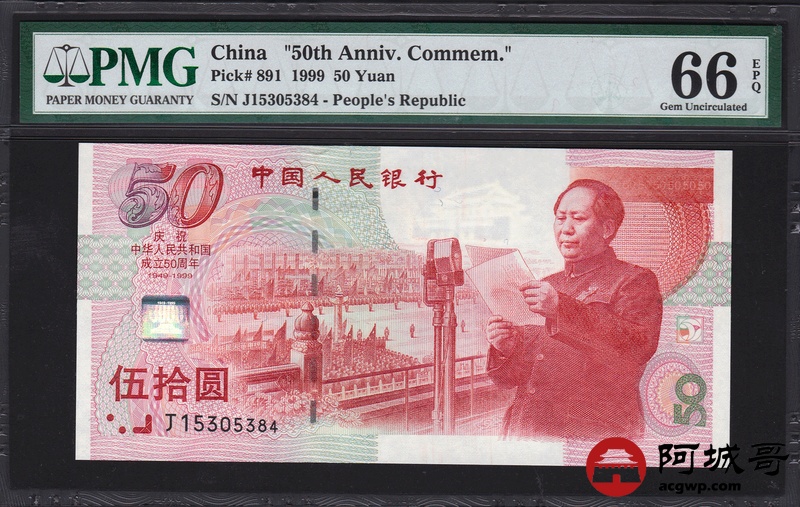 PMG
PAPER MONEY GUARANTY
China "50th Anniv. Commem."
Pick# 891 1999 50 Yuan
S/N J15305384 - People's Republic
66 EPQ
Gem Uncirculated
50
中国人民银行
庆祝
中华人民共和国
成立50周年
1949-1999
伍拾圆
J15305384
50
阿城哥
acgwp.com